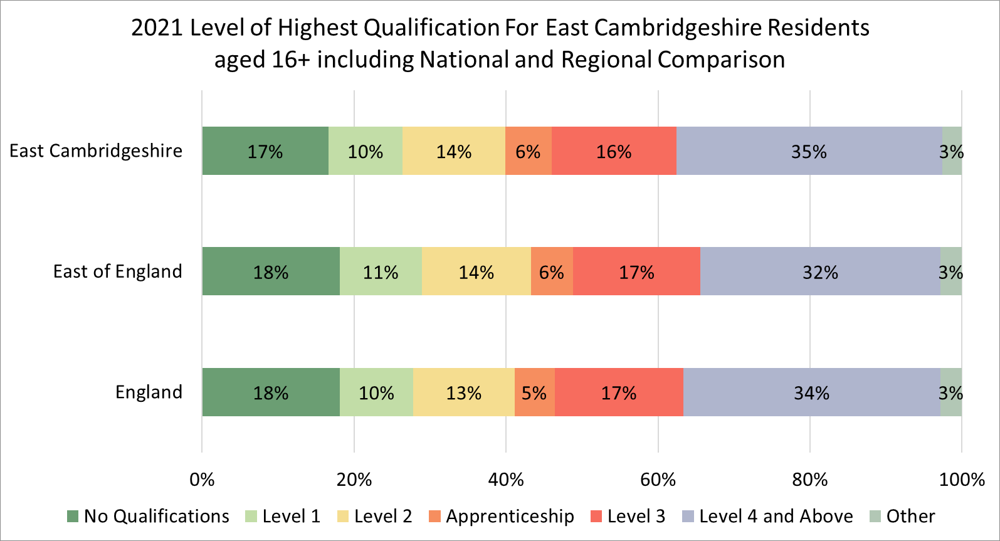 2021 Level of Highest Qualification For East Cambridgeshire Residents
aged 16+ including National and Regional Comparison
East Cambridgeshire
17% 10% 14% 6% 16% 35% 3%
East of England
18% 11% 14% 6% 17% 32% 3%
England
18% 10% 13% 5% 17% 34% 3%
0% 20% 40% 60% 80% 100%
No Qualifications Level 1 Level 2 Apprenticeship Level 3 Level 4 and Above Other